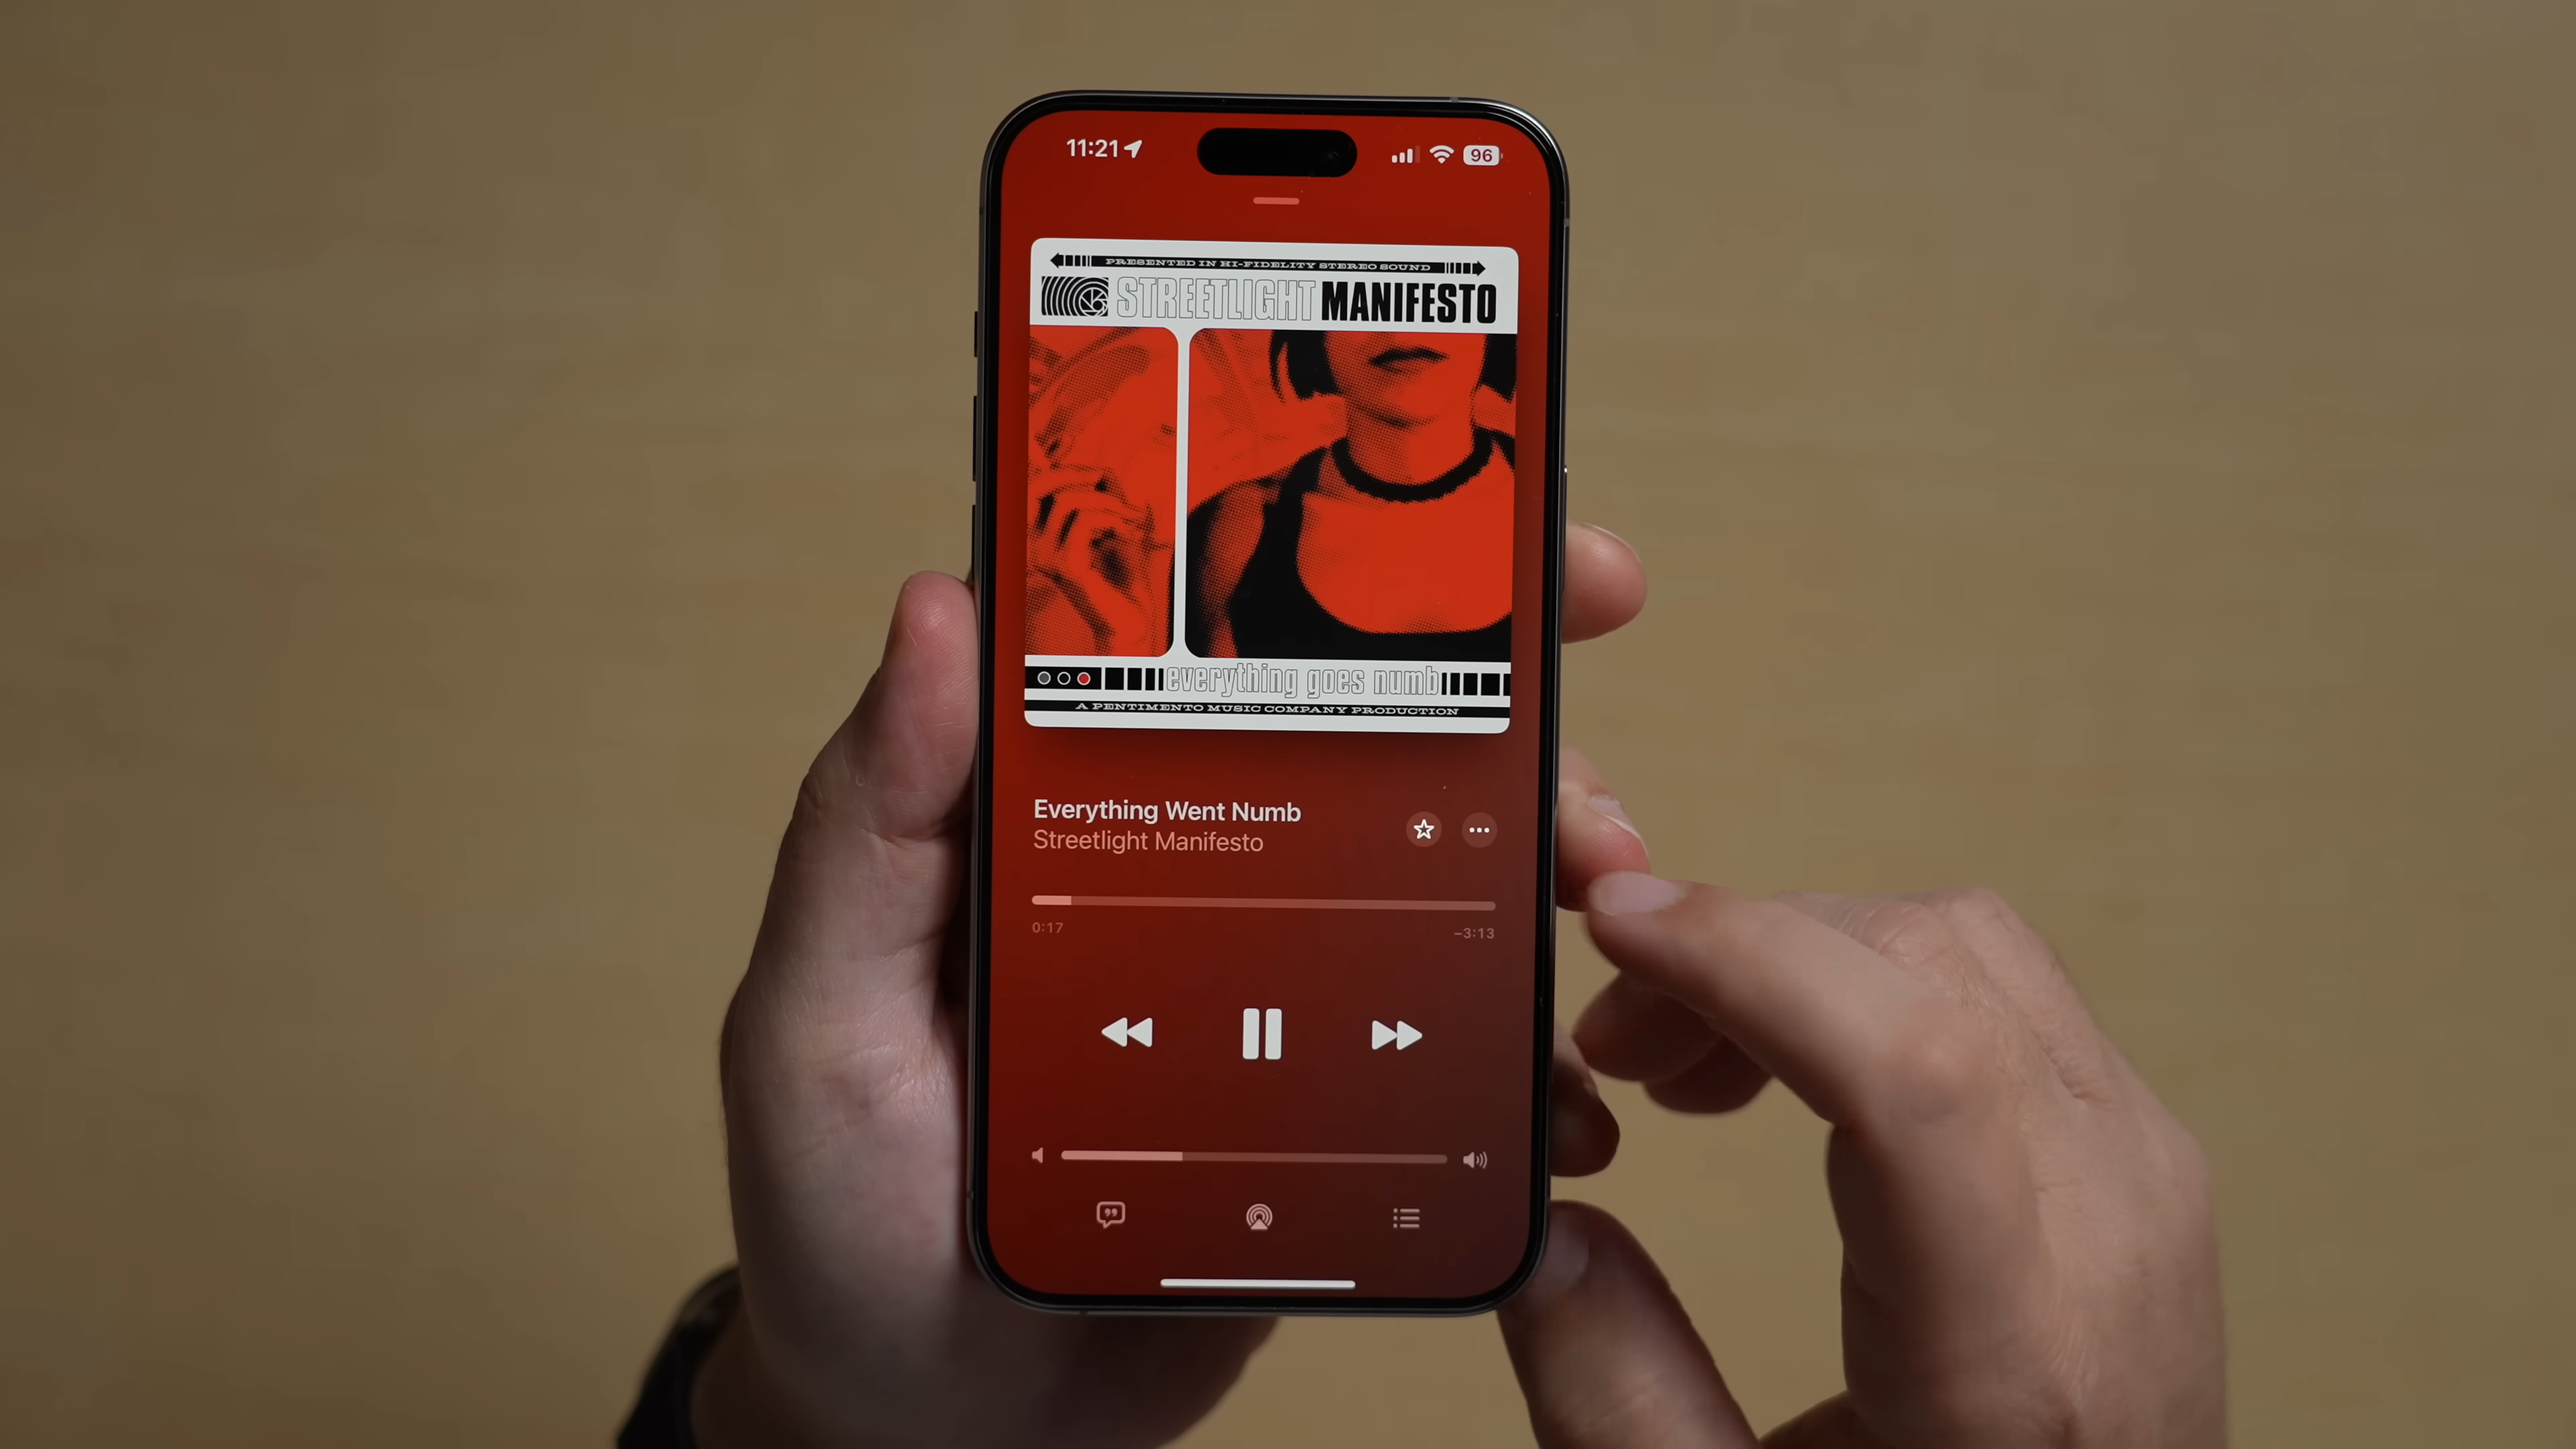 11:21
96
PRESENTED IN HI-FIDELITY STEREO SOUND
STREETLIGHT MANIFESTO
everything goes numb
A PENTIMENTO MUSIC COMPANY PRODUCTION
Everything Went Numb
Streetlight Manifesto
0:17
-3:13